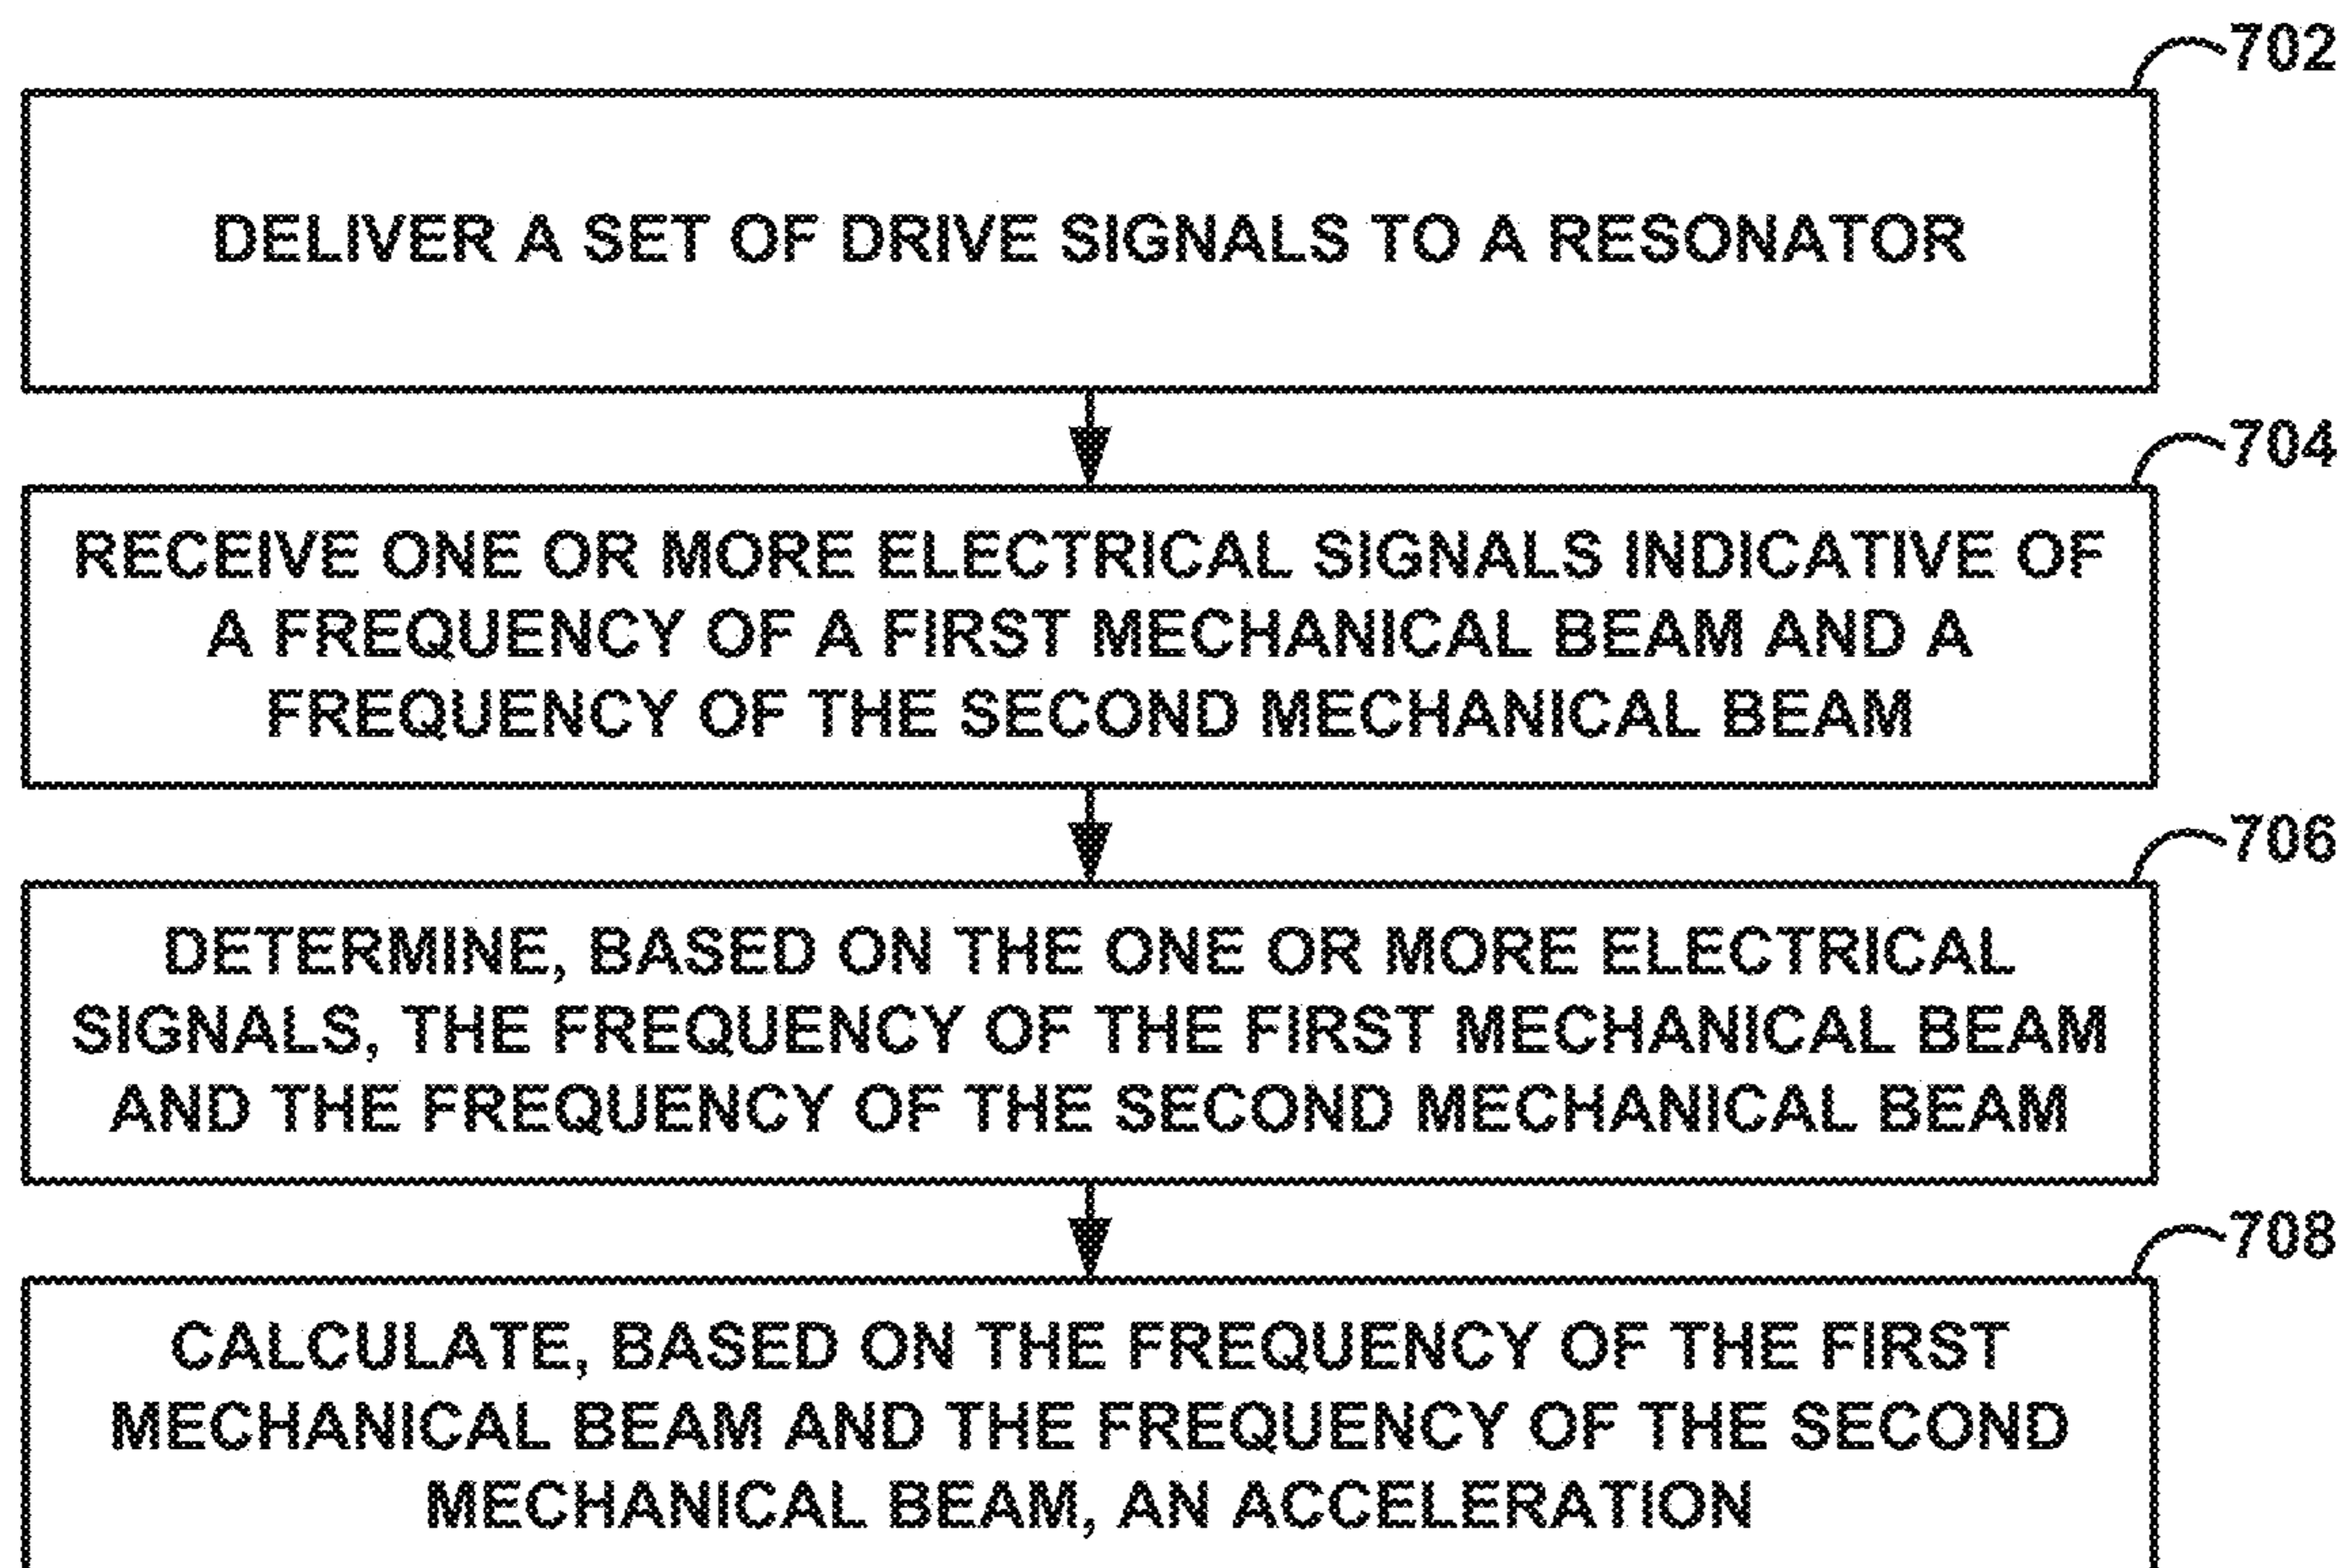 702
DELIVER A SET OF DRIVE SIGNALS TO A RESONATOR
704
RECEIVE ONE OR MORE ELECTRICAL SIGNALS INDICATIVE OF
A FREQUENCY OF A FIRST MECHANICAL BEAM AND A
FREQUENCY OF THE SECOND MECHANICAL BEAM
706
DETERMINE, BASED ON THE ONE OR MORE ELECTRICAL
SIGNALS, THE FREQUENCY OF THE FIRST MECHANICAL BEAM
AND THE FREQUENCY OF THE SECOND MECHANICAL BEAM
708
CALCULATE, BASED ON THE FREQUENCY OF THE FIRST
MECHANICAL BEAM AND THE FREQUENCY OF THE SECOND
MECHANICAL BEAM, AN ACCELERATION